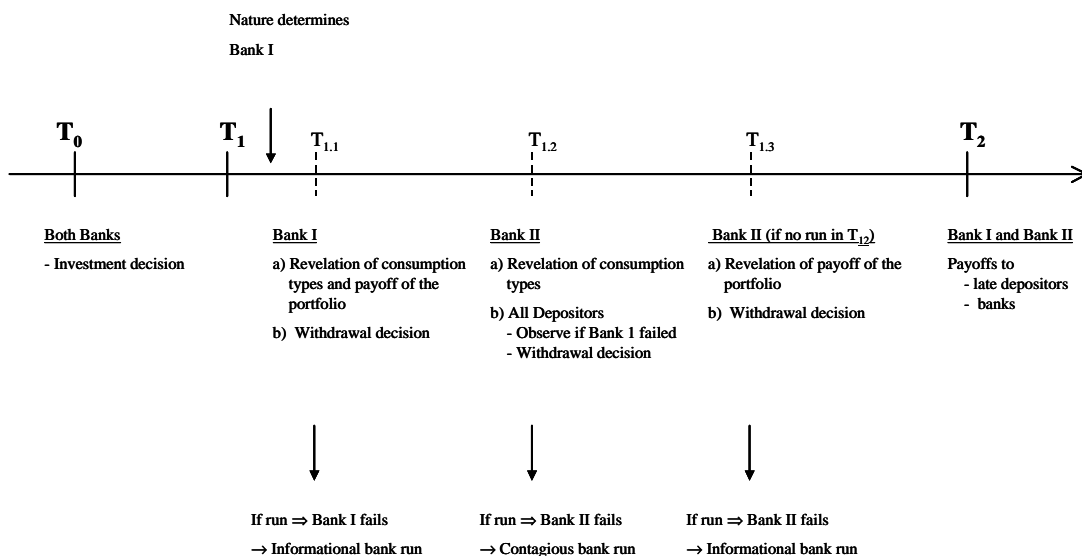 Nature determines
Bank I
T0
T1
T1.1
T1.2
T1.3
T2
Both Banks
- Investment decision
Bank I
a) Revelation of consumption
types and payoff of the
portfolio
b) Withdrawal decision
Bank II
a) Revelation of consumption
types
b) All Depositors
- Observe if Bank 1 failed
- Withdrawal decision
Bank II (if no run in T12)
a) Revelation of payoff of the
portfolio
b) Withdrawal decision
Bank I and Bank II
Payoffs to
- late depositors
- banks
If run ⇒ Bank I fails
→ Informational bank run
If run ⇒ Bank II fails
→ Contagious bank run
If run ⇒ Bank II fails
→ Informational bank run